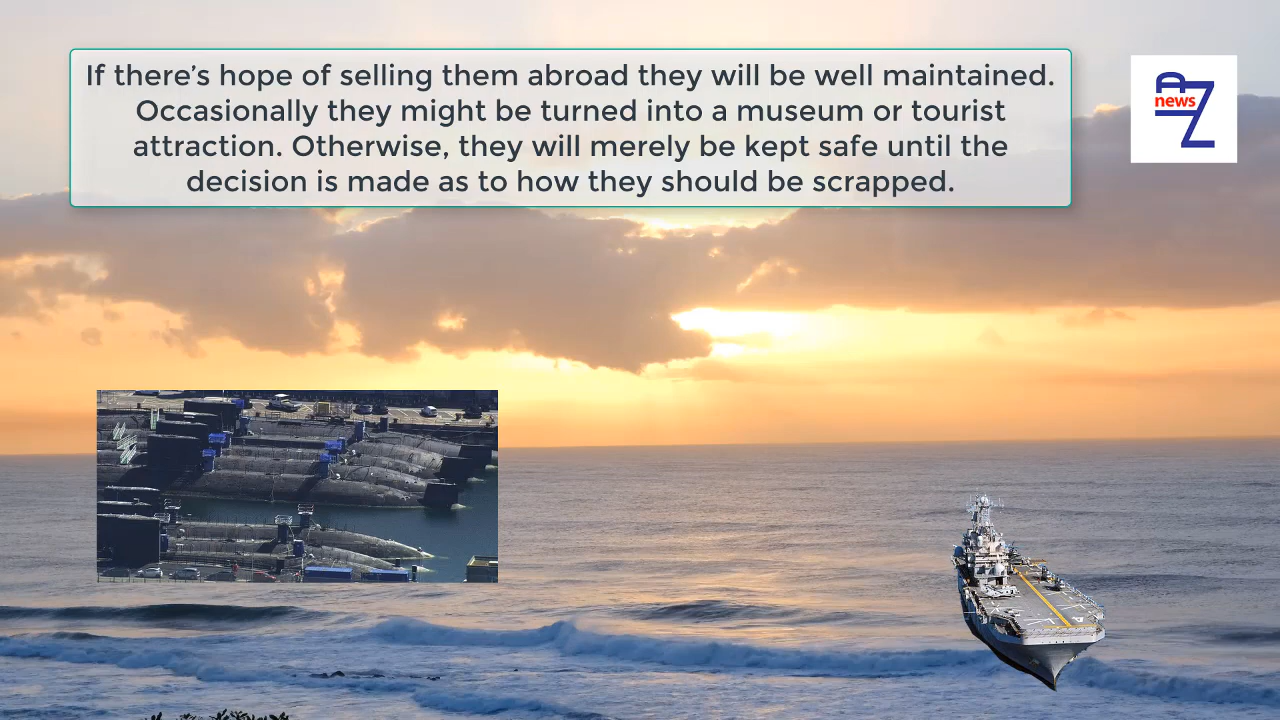 If there’s hope of selling them abroad they will be well maintained.
Occasionally they might be turned into a museum or tourist
attraction. Otherwise, they will merely be kept safe until the
decision is made as to how they should be scrapped.
A news Z